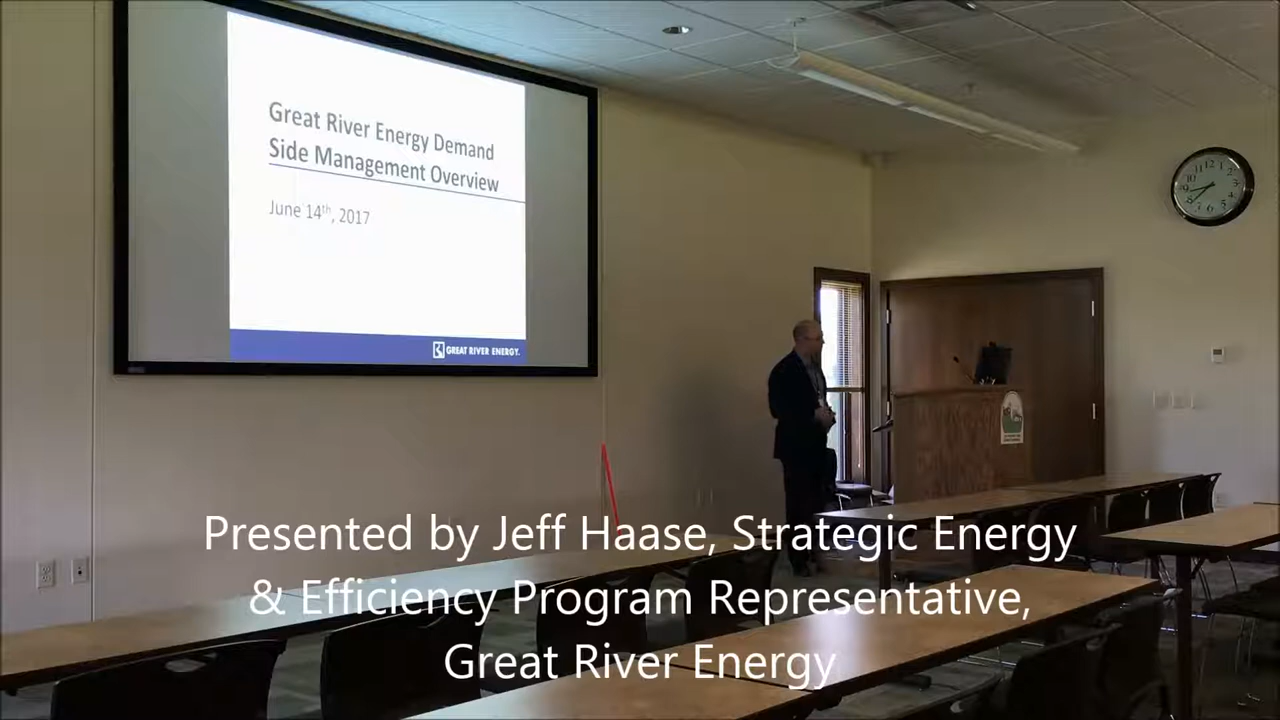 Great River Energy Demand
Side Management Overview
June 14th, 2017
GREAT RIVER ENERGY.
Presented by Jeff Haase, Strategic Energy
& Efficiency Program Representative,
Great River Energy